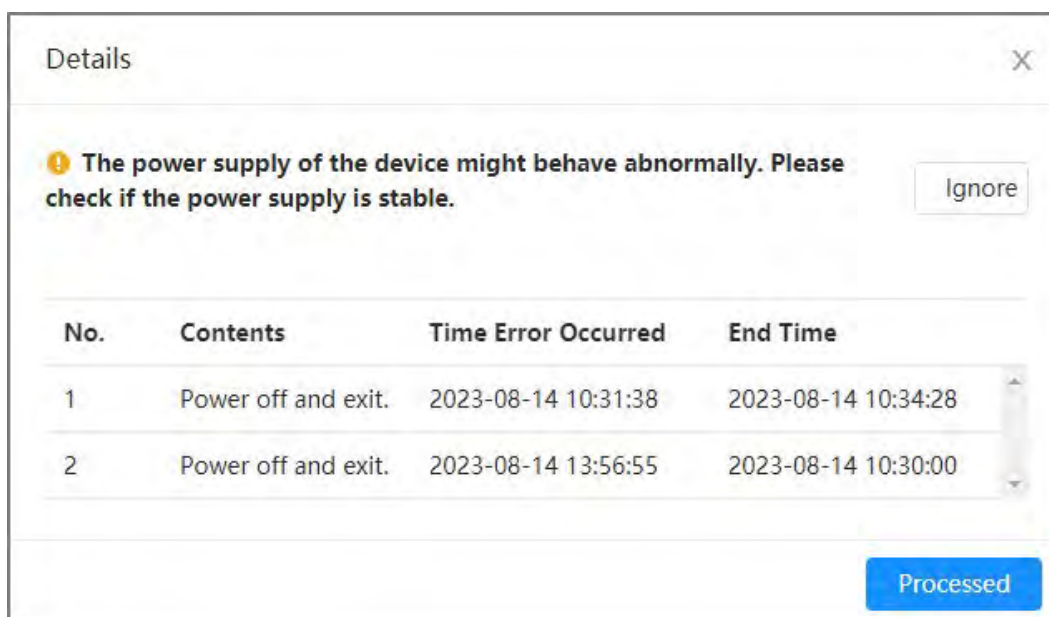 Details X
The power supply of the device might behave abnormally. Please
check if the power supply is stable.
Ignore
No. Contents Time Error Occurred End Time
1 Power off and exit. 2023-08-14 10:31:38 2023-08-14 10:34:28
2 Power off and exit. 2023-08-14 13:56:55 2023-08-14 10:30:00
Processed